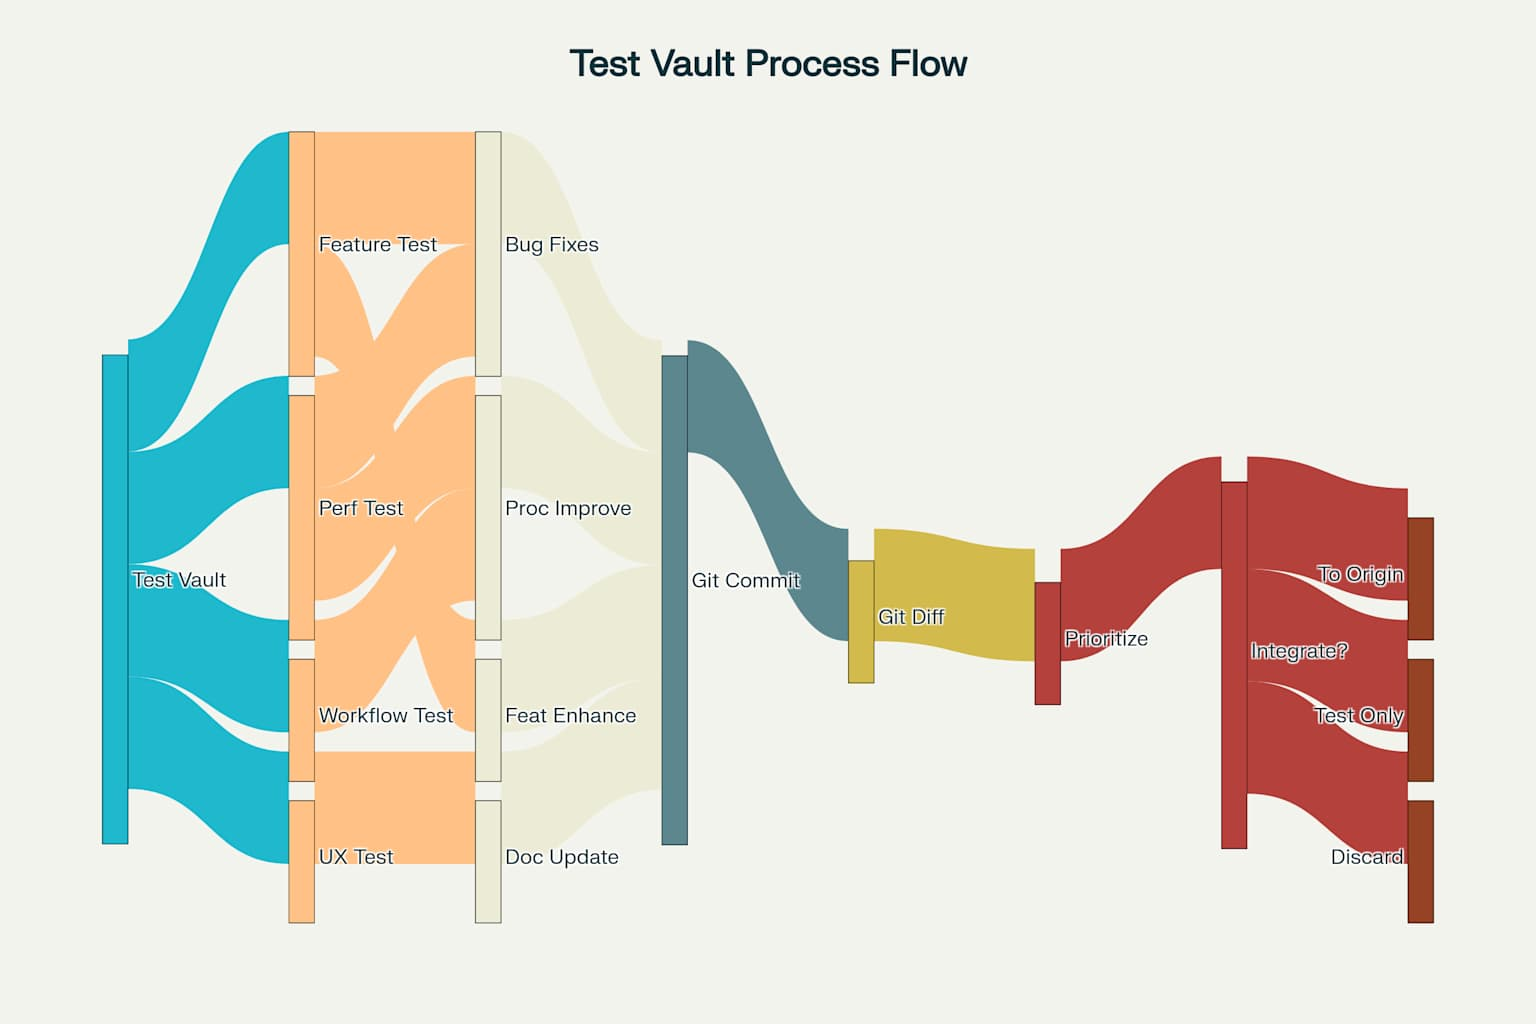 Test Vault Process Flow
Test Vault
Feature Test
Perf Test
Workflow Test
UX Test
Bug Fixes
Proc Improve
Feat Enhance
Doc Update
Git Commit
Git Diff
Prioritize
Integrate?
To Origin
Test Only
Discard